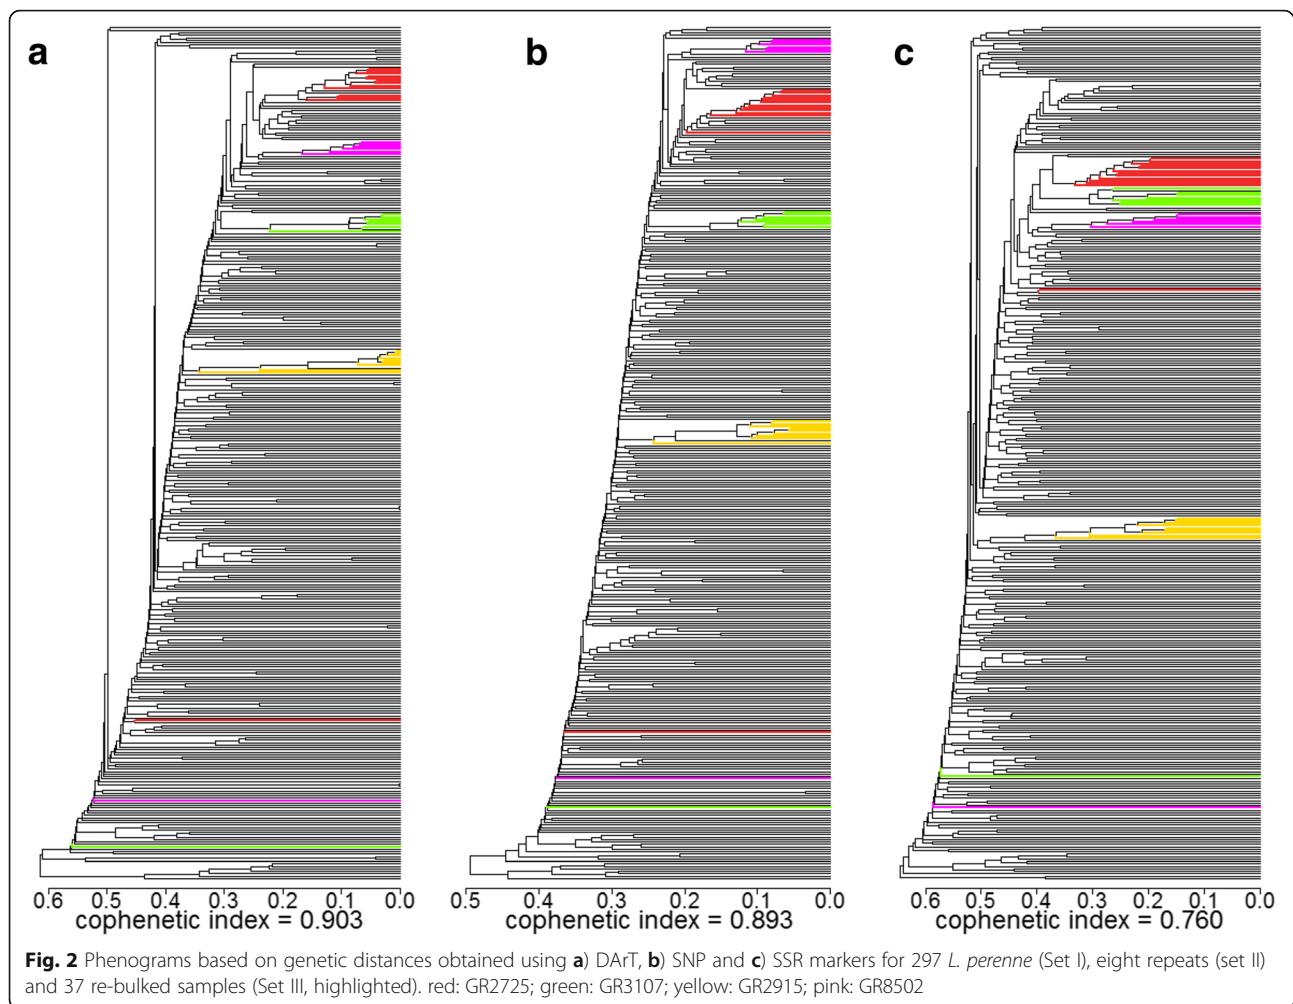 a
b
c
0.6 0.5 0.4 0.3 0.2 0.1 0.0
cophenetic index = 0.903
0.5 0.4 0.3 0.2 0.1 0.0
cophenetic index = 0.893
0.6 0.5 0.4 0.3 0.2 0.1 0.0
cophenetic index = 0.760
Fig. 2 Phenograms based on genetic distances obtained using a) DArT, b) SNP and c) SSR markers for 297 L. perenne (Set I), eight repeats (set II)
and 37 re-bulked samples (Set III, highlighted). red: GR2725; green: GR3107; yellow: GR2915; pink: GR8502